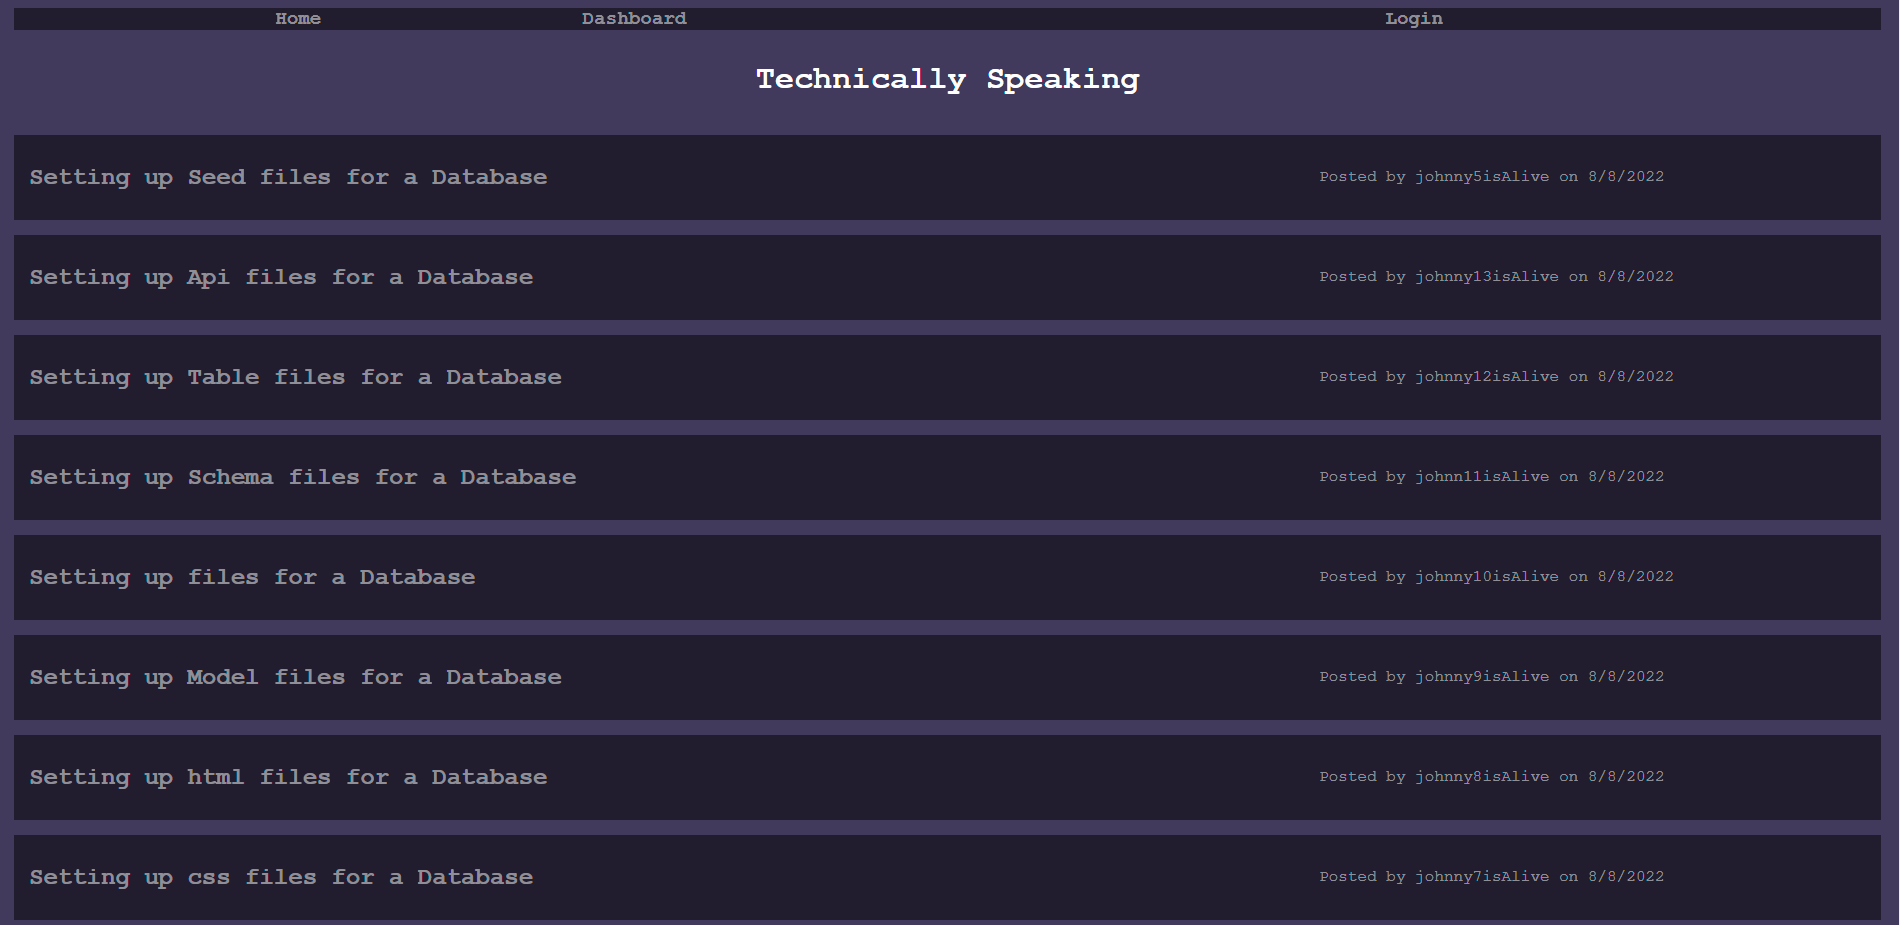 Home Dashboard Login
Technically Speaking
Setting up Seed files for a Database Posted by johnny5isAlive on 8/8/2022
Setting up Api files for a Database Posted by johnny13isAlive on 8/8/2022
Setting up Table files for a Database Posted by johnny12isAlive on 8/8/2022
Setting up Schema files for a Database Posted by johnn11isAlive on 8/8/2022
Setting up files for a Database Posted by johnny10isAlive on 8/8/2022
Setting up Model files for a Database Posted by johnny9isAlive on 8/8/2022
Setting up html files for a Database Posted by johnny8isAlive on 8/8/2022
Setting up css files for a Database Posted by johnny7isAlive on 8/8/2022